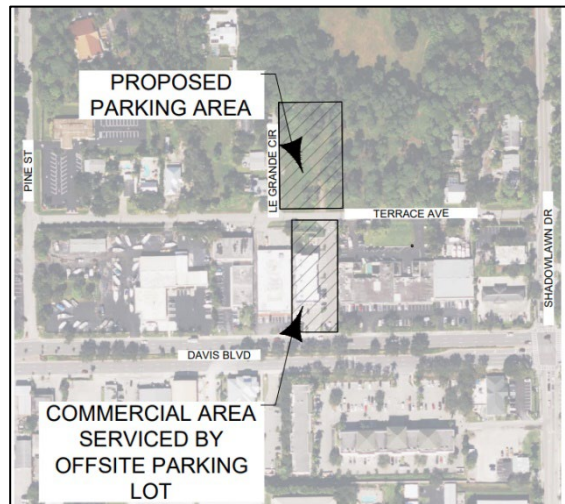 PROPOSED
PARKING AREA
LE GRANDE CIR
PINE ST
TERRACE AVE
SHADOWLAWN DR
DAVIS BLVD
COMMERCIAL AREA
SERVICED BY
OFFSITE PARKING
LOT